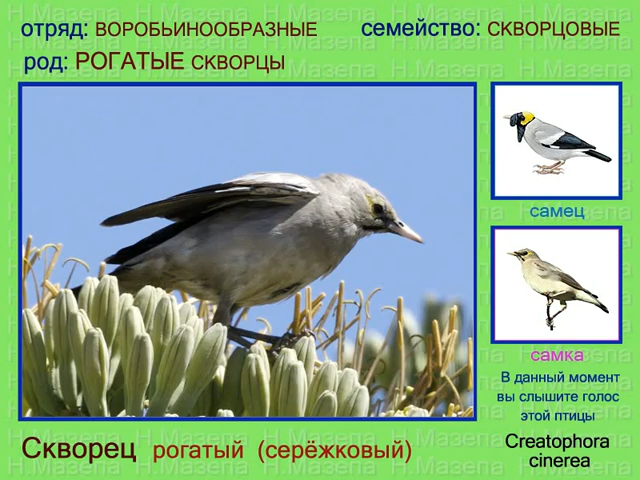 отряд: ВОРОБЬИНООБРАЗНЫЕ семейство: СКВОРЦОВЫЕ
род: РОГАТЫЕ СКВОРЦЫ
самец
самка
В данный момент
вы слышите голос
этой птицы
Скворец рогатый (серёжковый)
Creatophora
cinerea
Н.Мазепа